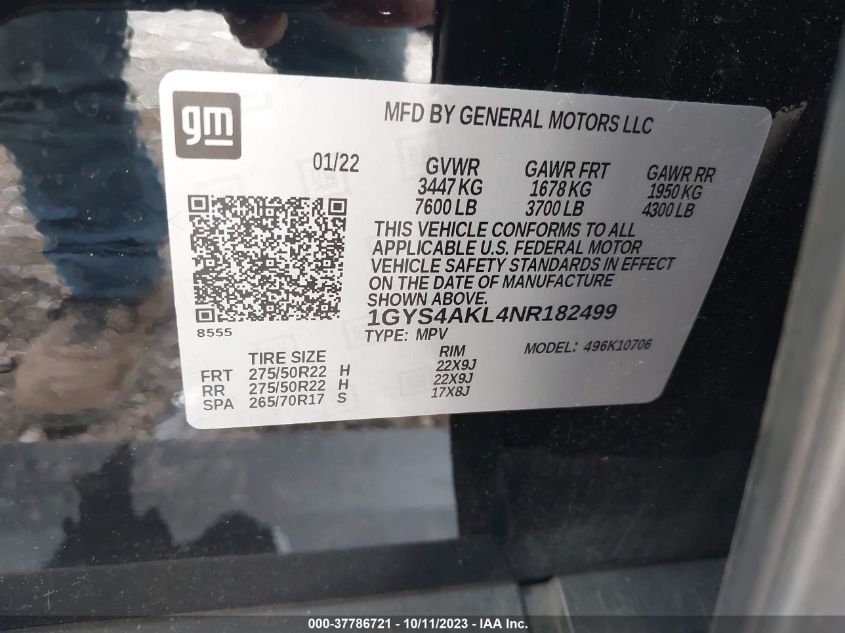 gm
MFD BY GENERAL MOTORS LLC
01/22 GVWR GAWR FRT GAWR RR
3447 KG 1678 KG 1950 KG
7600 LB 3700 LB 4300 LB
THIS VEHICLE CONFORMS TO ALL
APPLICABLE U.S. FEDERAL MOTOR
VEHICLE SAFETY STANDARDS IN EFFECT
ON THE DATE OF MANUFACTURE
SHOWN ABOVE.
8555
1GYS4AKL4NR182499
TYPE: MPV MODEL: 496K10706
TIRE SIZE RIM
FRT 275/50R22 H 22X9J
RR 275/50R22 H 22X9J
SPA 265/70R17 S 17X8J
000-37786721 - 10/11/2023 - IAA Inc.